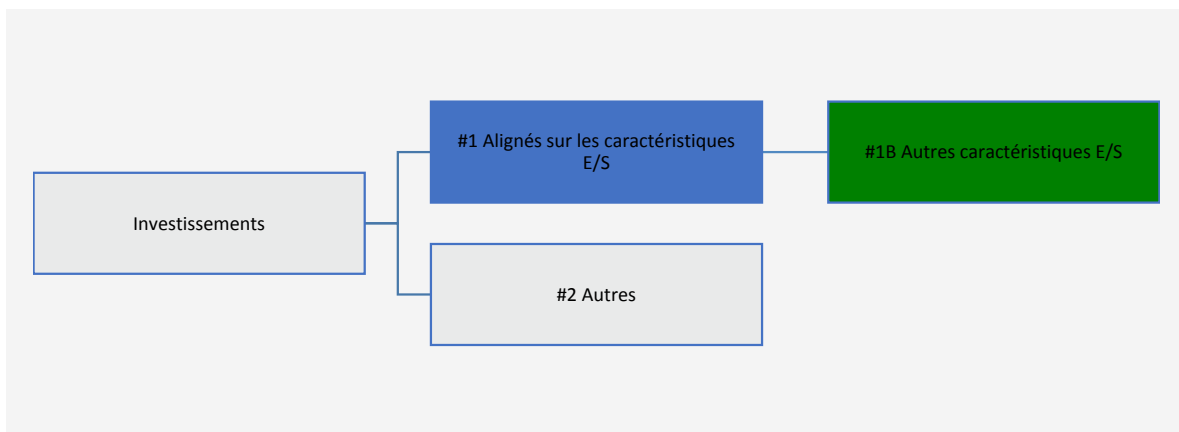 #1 Alignés sur les caractéristiques
E/S
#1B Autres caractéristiques E/S
Investissements
#2 Autres